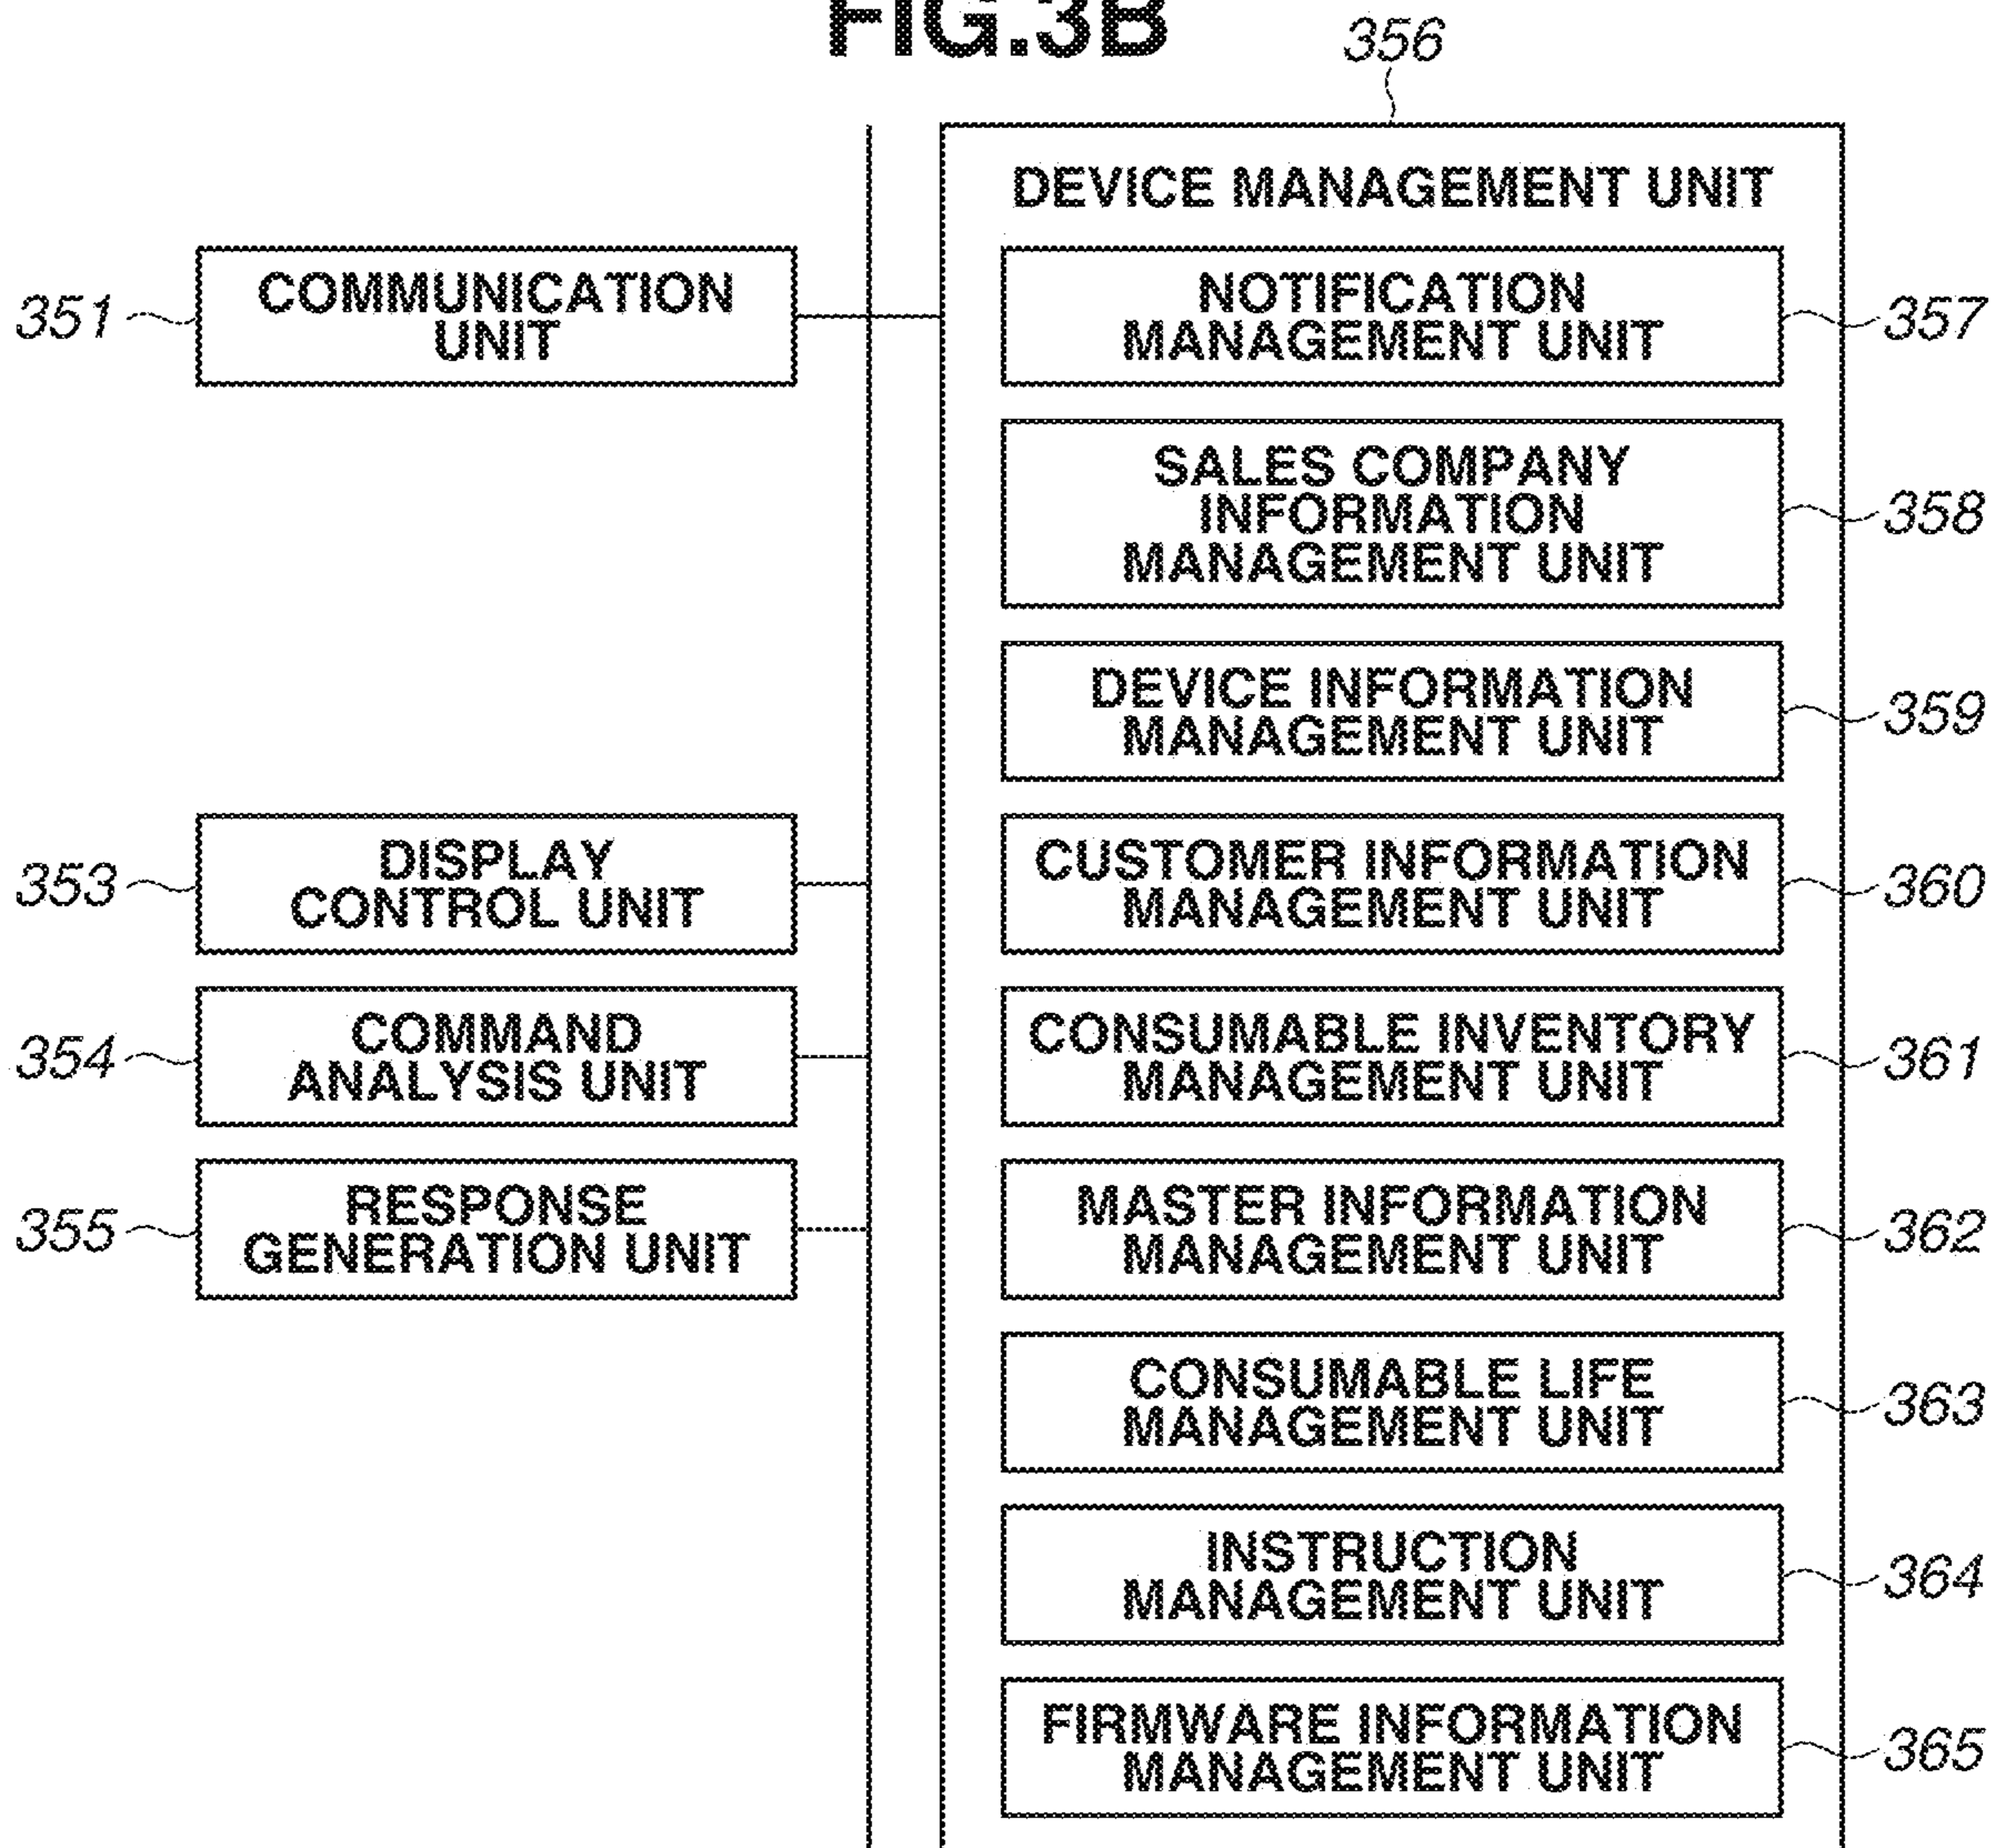 FIG.3B
356
DEVICE MANAGEMENT UNIT
351
COMMUNICATION
UNIT
NOTIFICATION
MANAGEMENT UNIT
357
SALES COMPANY
INFORMATION
MANAGEMENT UNIT
358
DEVICE INFORMATION
MANAGEMENT UNIT
359
353
DISPLAY
CONTROL UNIT
CUSTOMER INFORMATION
MANAGEMENT UNIT
360
354
COMMAND
ANALYSIS UNIT
CONSUMABLE INVENTORY
MANAGEMENT UNIT
361
355
RESPONSE
GENERATION UNIT
MASTER INFORMATION
MANAGEMENT UNIT
362
CONSUMABLE LIFE
MANAGEMENT UNIT
363
INSTRUCTION
MANAGEMENT UNIT
364
FIRMWARE INFORMATION
MANAGEMENT UNIT
365